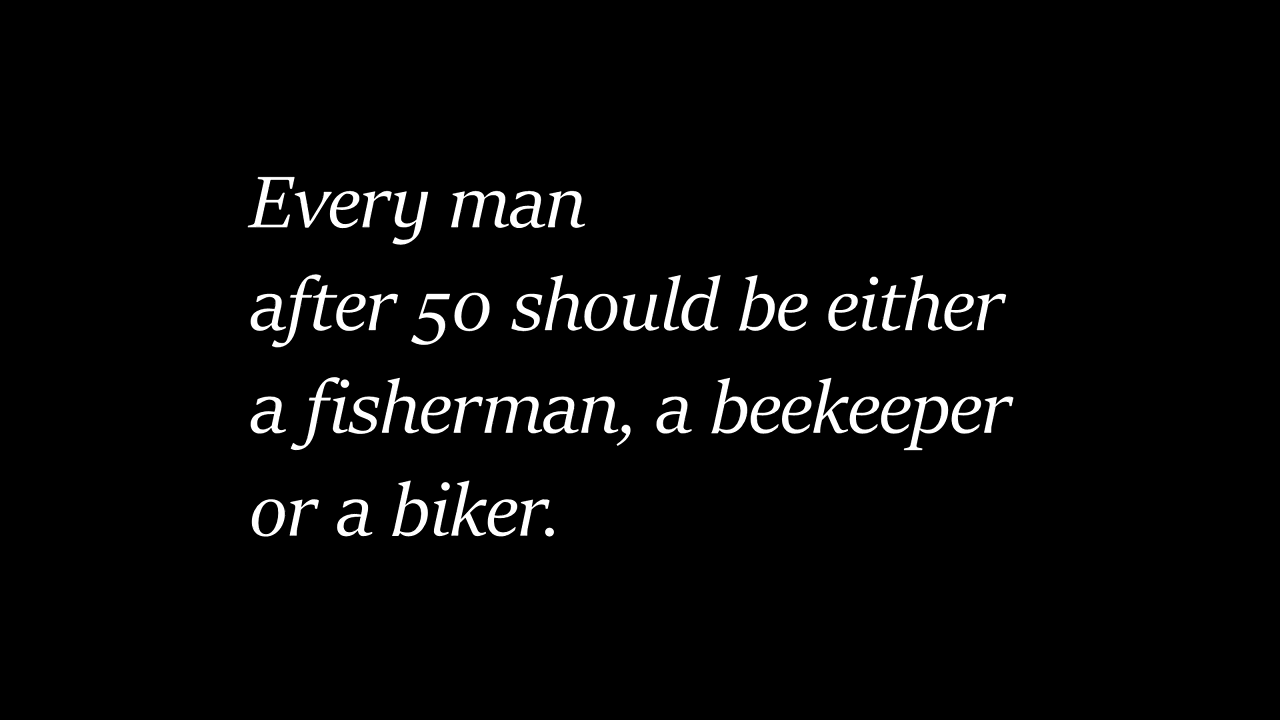 Every man
after 50 should be either
a fisherman, a beekeeper
or a biker.